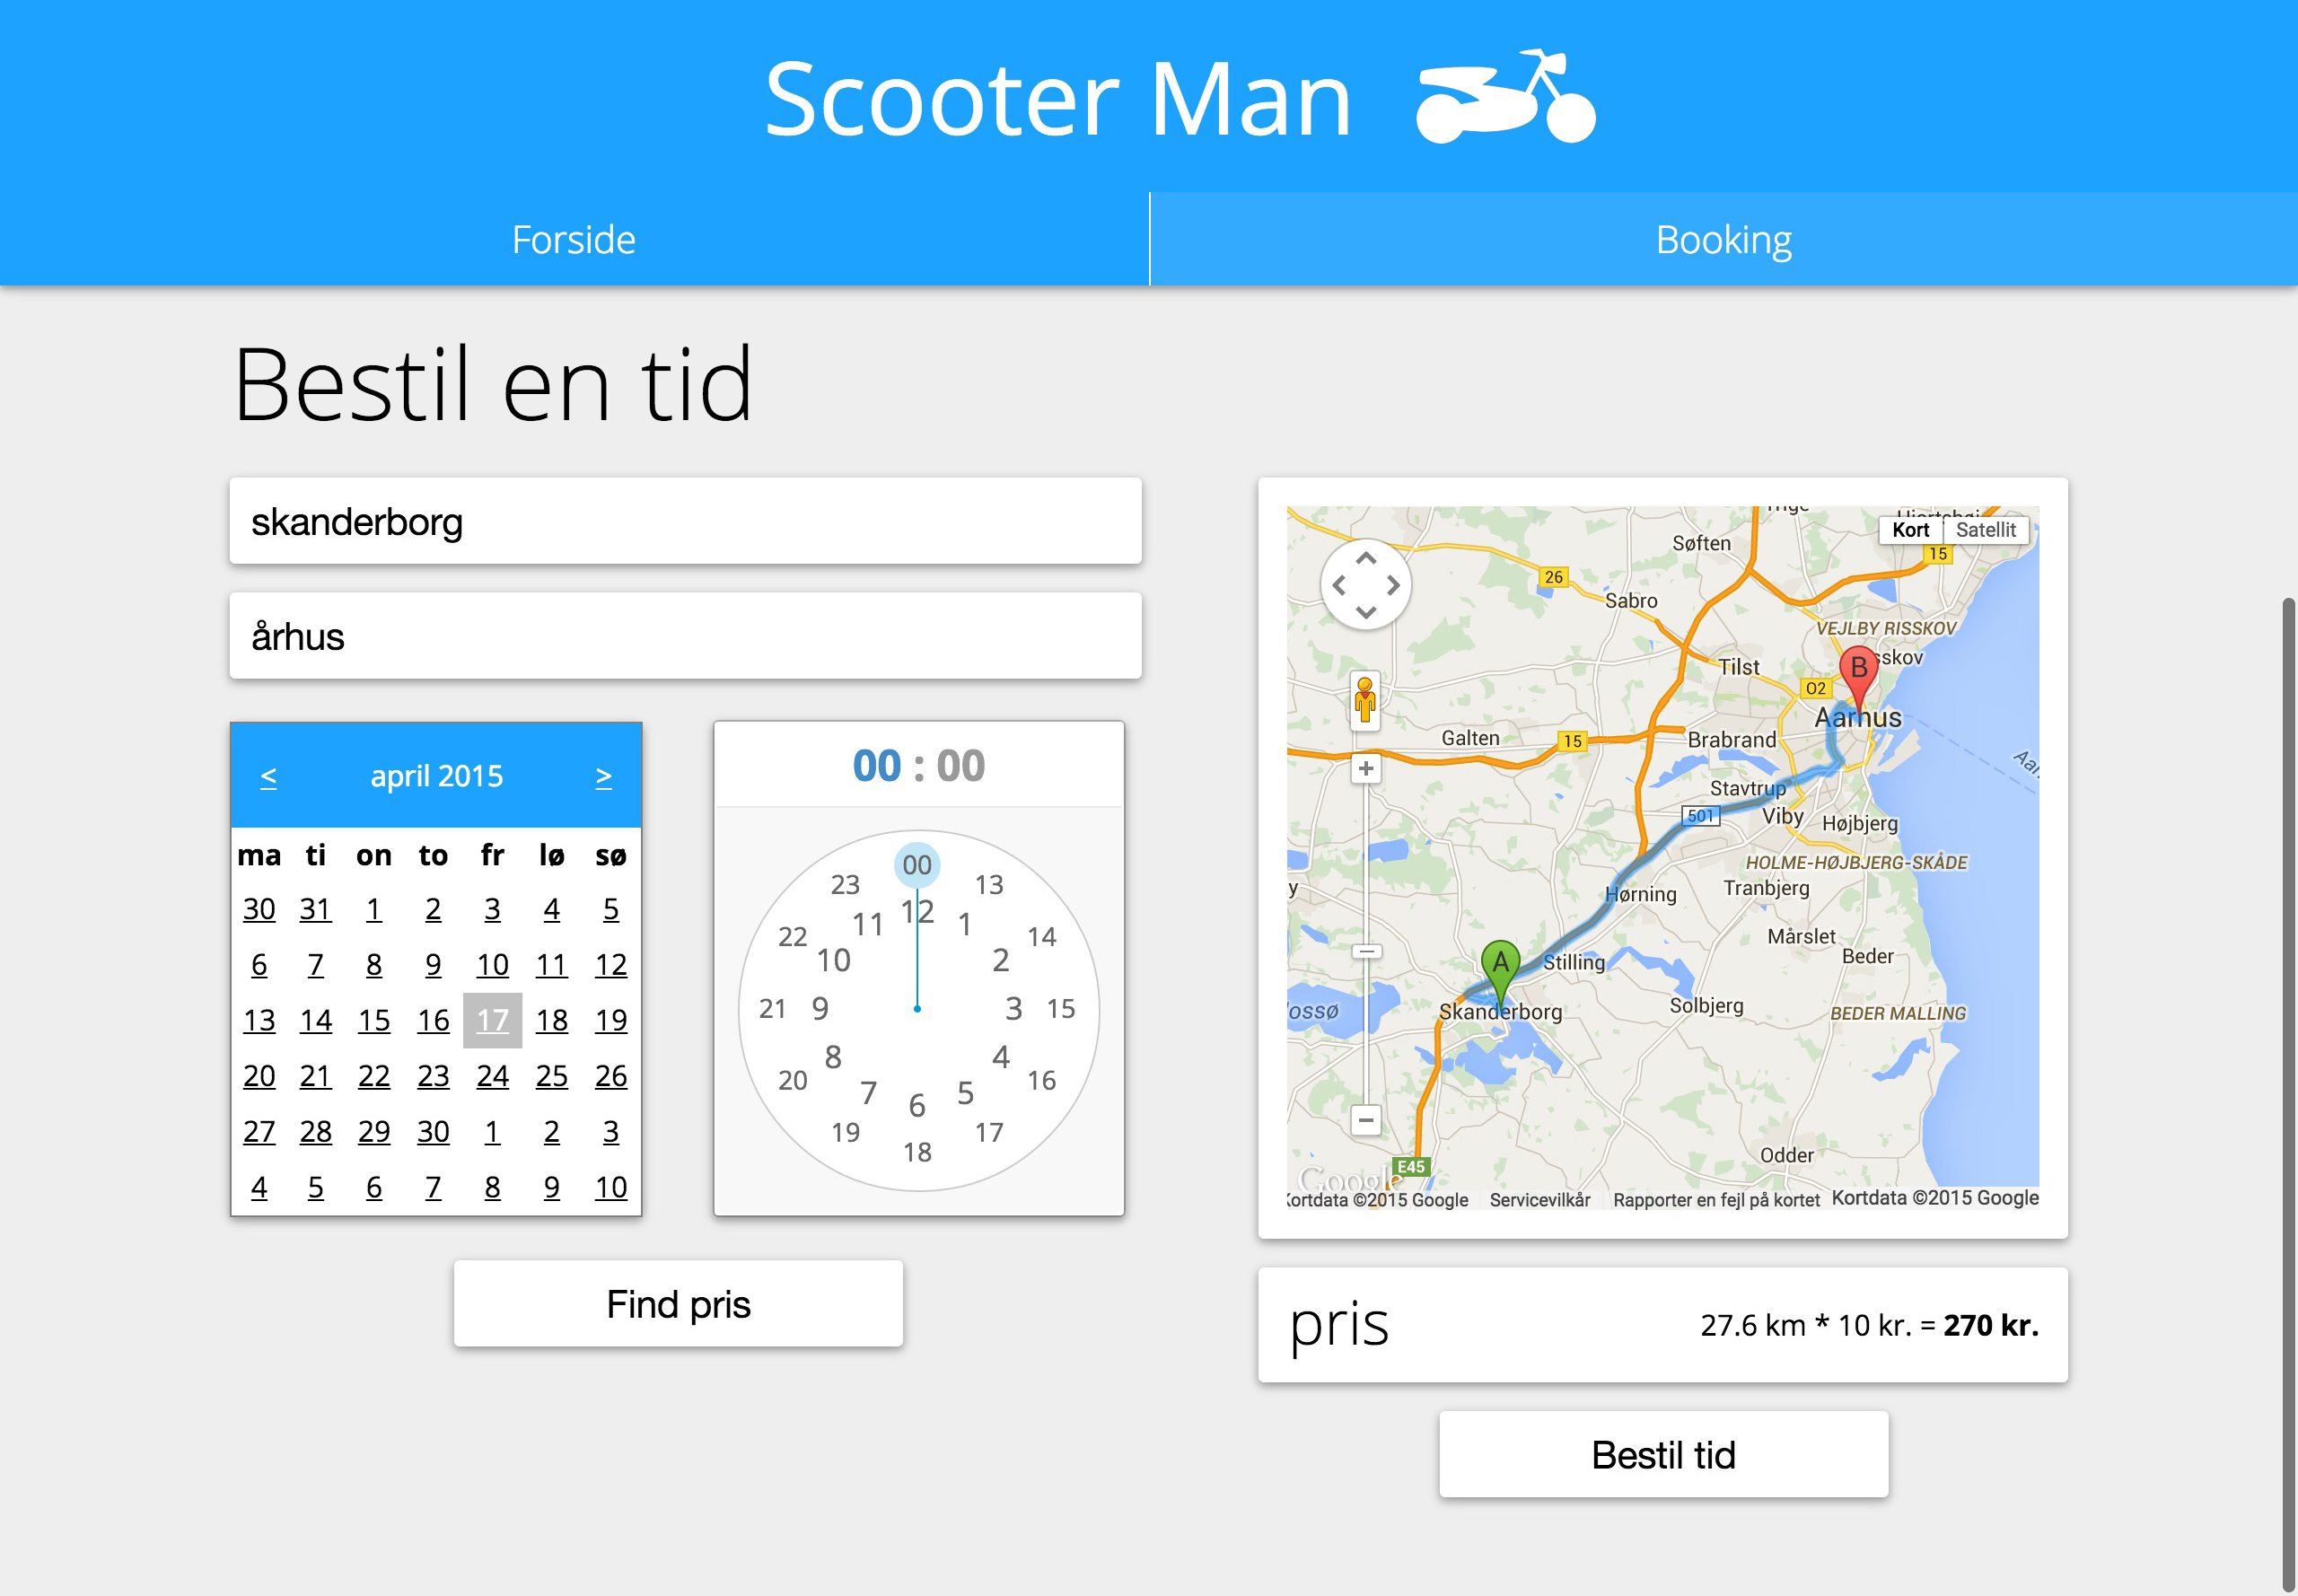 Scooter Man
Forside
Booking
Bestil en tid
skanderborg
århus
< april 2015 >
ma ti on to fr lø sø
30 31 1 2 3 4 5
6 7 8 9 10 11 12
13 14 15 16 17 18 19
20 21 22 23 24 25 26
27 28 29 30 1 2 3
4 5 6 7 8 9 10
00 : 00
00
23 13
12
11 1
22 14
10 2
21 9 3 15
8 4
20 16
7 5
6
19 17
18
Find pris
Kort Satellit
Søften
15
26
Sabro
VEJLBY RISSKOV
B
sskov
Tilst
O2
Aarhus
Galten
15
Brabrand
Stavtrup
501
Viby
Højbjerg
HOLME-HØJBJERG-SKÅDE
Hørning
Tranbjerg
Mårslet
A
Stilling
Beder
Skanderborg
Solbjerg
BEDER MALLING
ossø
Odder
E45
Google
Kortdata ©2015 Google Servicevilkår Rapporter en fejl på kortet Kortdata ©2015 Google
pris
27.6 km * 10 kr. = 270 kr.
Bestil tid